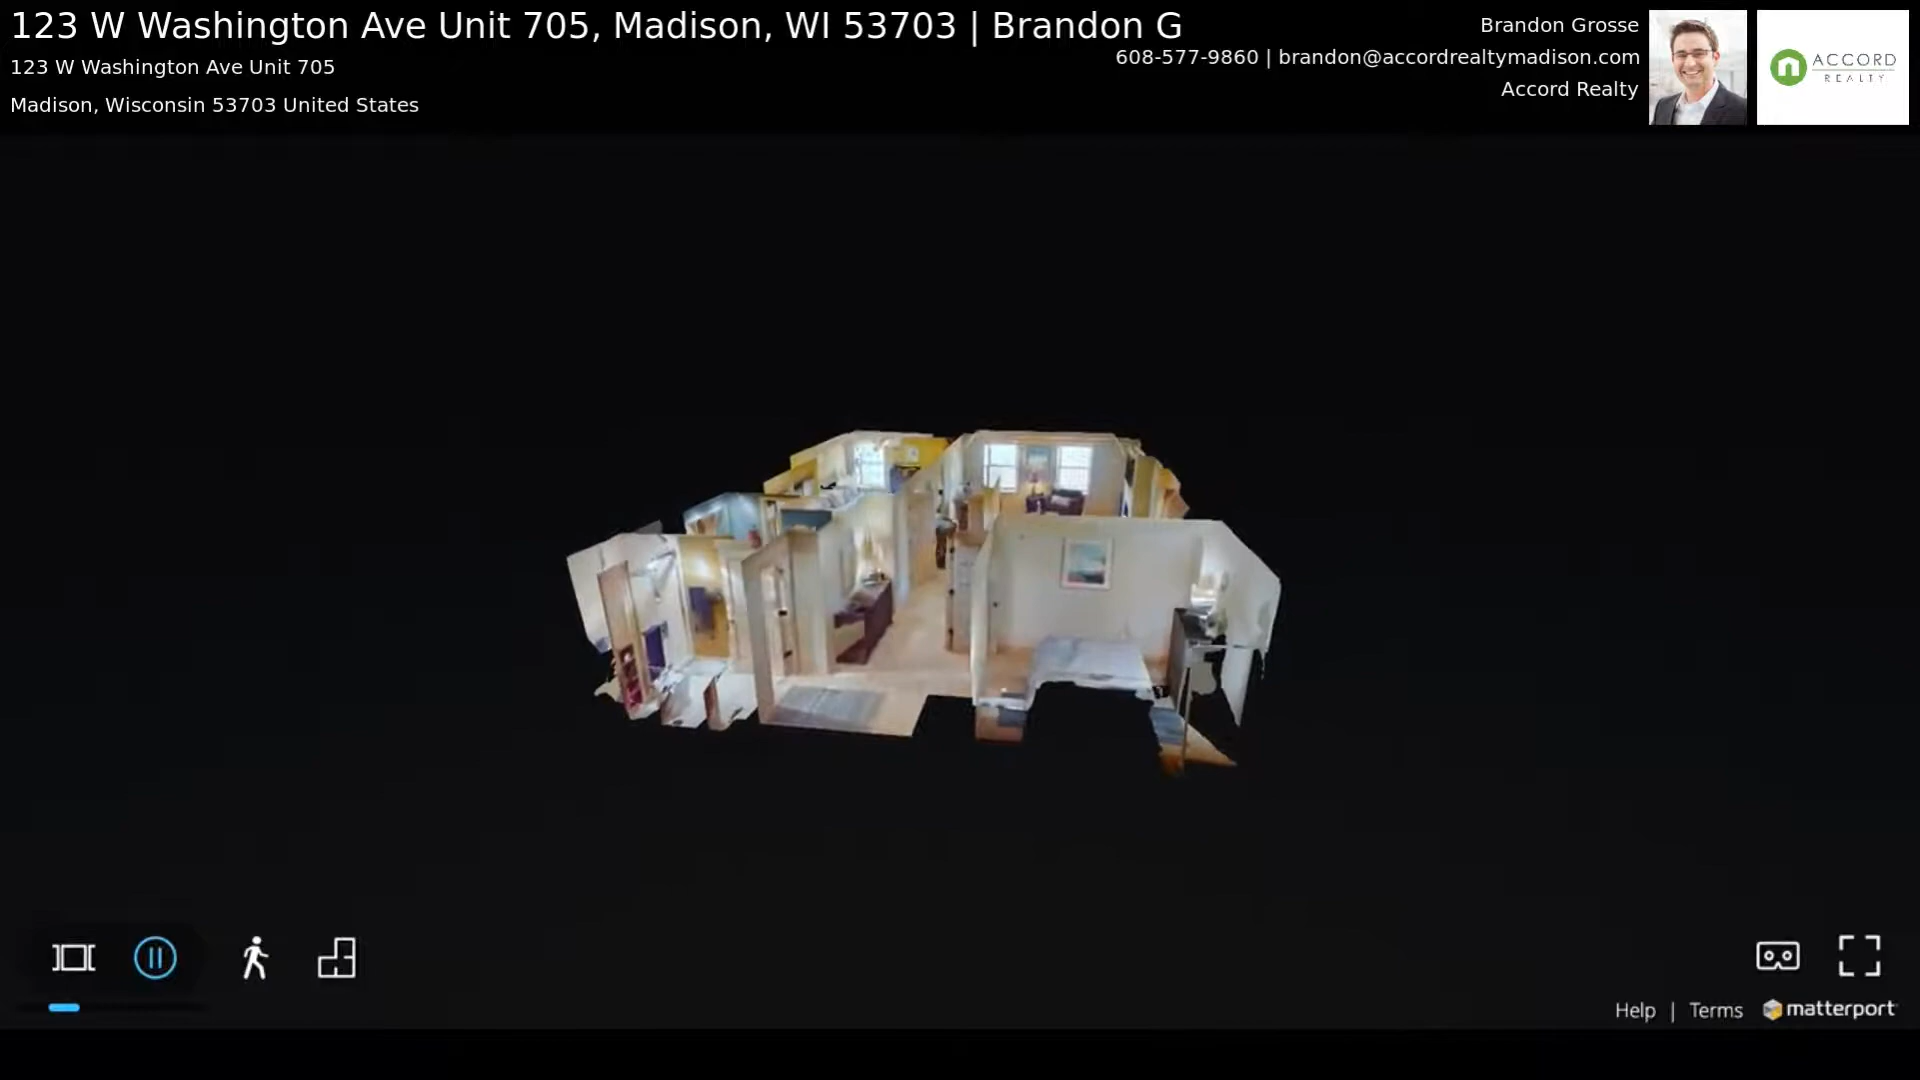 123 W Washington Ave Unit 705, Madison, WI 53703 | Brandon G
123 W Washington Ave Unit 705
Madison, Wisconsin 53703 United States
Brandon Grosse
608-577-9860 | brandon@accordrealtymadison.com
Accord Realty
ACCORD
REALTY
Help | Terms
matterport